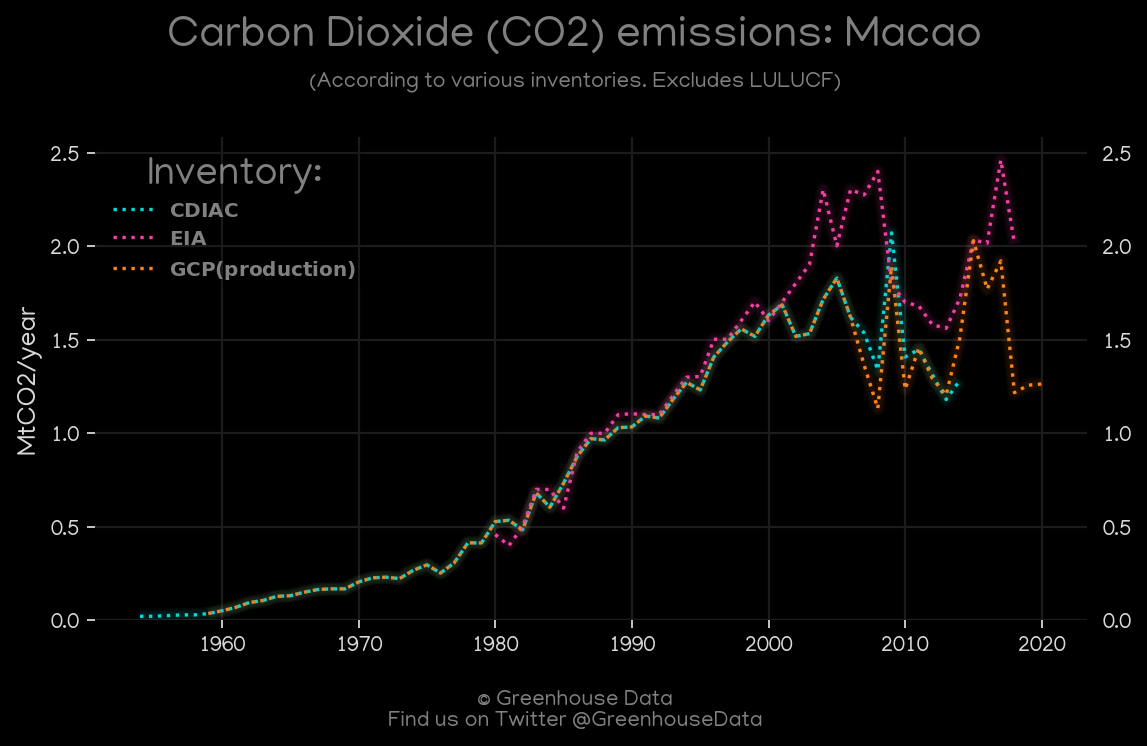 Carbon Dioxide (CO2) emissions: Macao
(According to various inventories. Excludes LULUCF)
2.5
2.0
1.5
1.0
0.5
0.0
MtCO2/year
Inventory:
CDIAC
EIA
GCP(production)
2.5
2.0
1.5
1.0
0.5
0.0
1960 1970 1980 1990 2000 2010 2020
© Greenhouse Data
Find us on Twitter @GreenhouseData